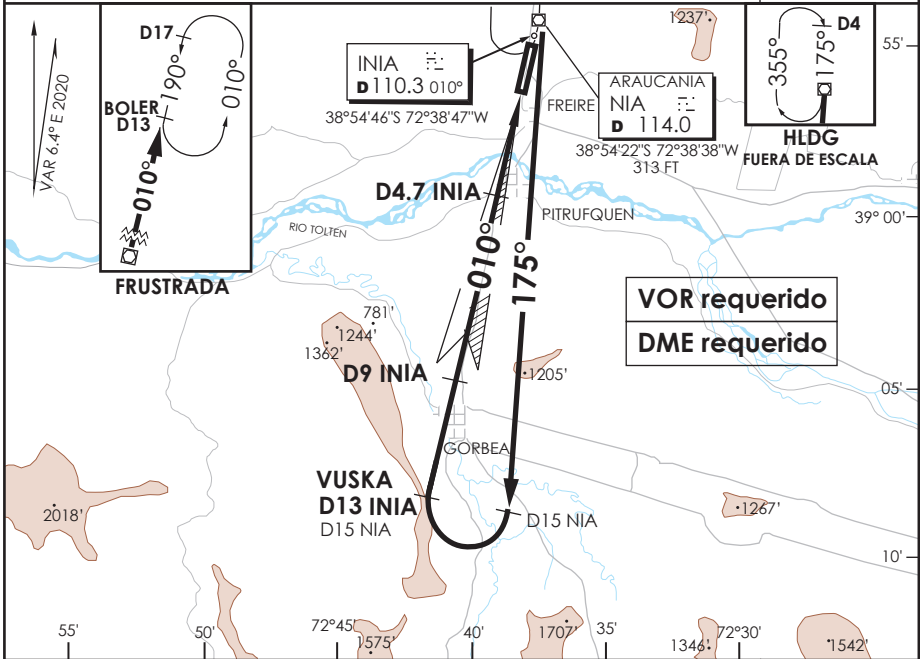 D17
190°
010°
BOLER
D13
010°
FRUSTRADA
VAR 6.4° E 2020
INIA
D 110.3 010°
38°54'46"S 72°38'47"W
FREIRE
ARAUCANIA
NIA
D 114.0
38°54'22"S 72°38'38"W
313 FT
1237'
D4
355°
175°
HLDG
FUERA DE ESCALA
55'
D4.7 INIA
PITRUFQUEN
RIO TOLTEN
39° 00'
010°
175°
VOR requerido
DME requerido
781'
1244'
1362'
D9 INIA
1205'
05'
GORBEA
VUSKA
D13 INIA
D15 NIA
D15 NIA
2018'
1267'
10'
55'
50'
72°45'
40'
35'
72°30'
1575'
1707'
1346'
1542'